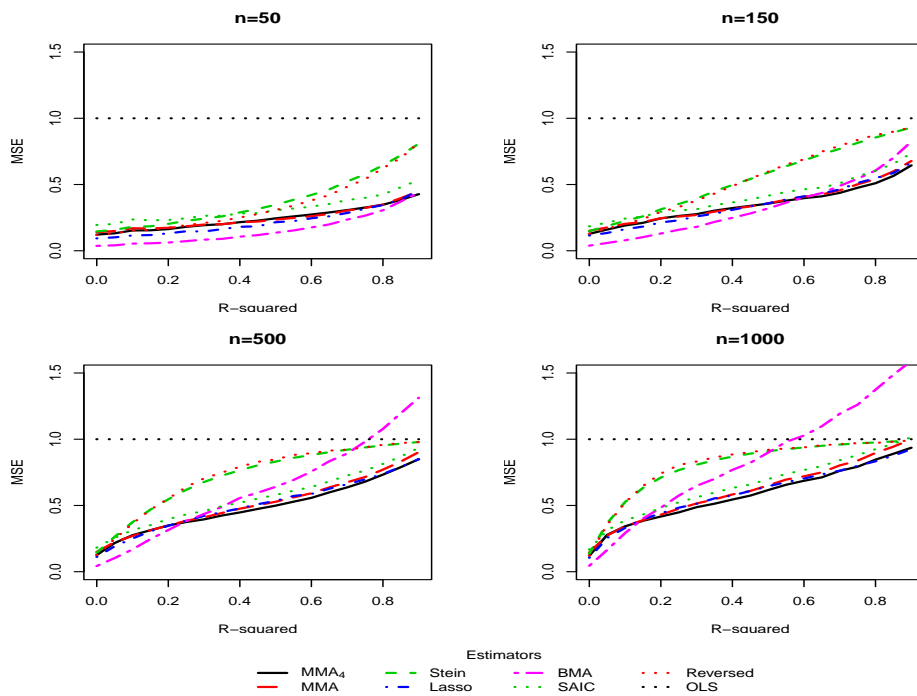 n=50
n=150
MSE
0.0 0.5 1.0 1.5
0.0 0.2 0.4 0.6 0.8
R-squared
MSE
0.0 0.5 1.0 1.5
0.0 0.2 0.4 0.6 0.8
R-squared
n=500
n=1000
MSE
0.0 0.5 1.0 1.5
0.0 0.2 0.4 0.6 0.8
R-squared
MSE
0.0 0.5 1.0 1.5
0.0 0.2 0.4 0.6 0.8
R-squared
Estimators
MMA₄ Stein BMA Reversed
MMA Lasso SAIC OLS